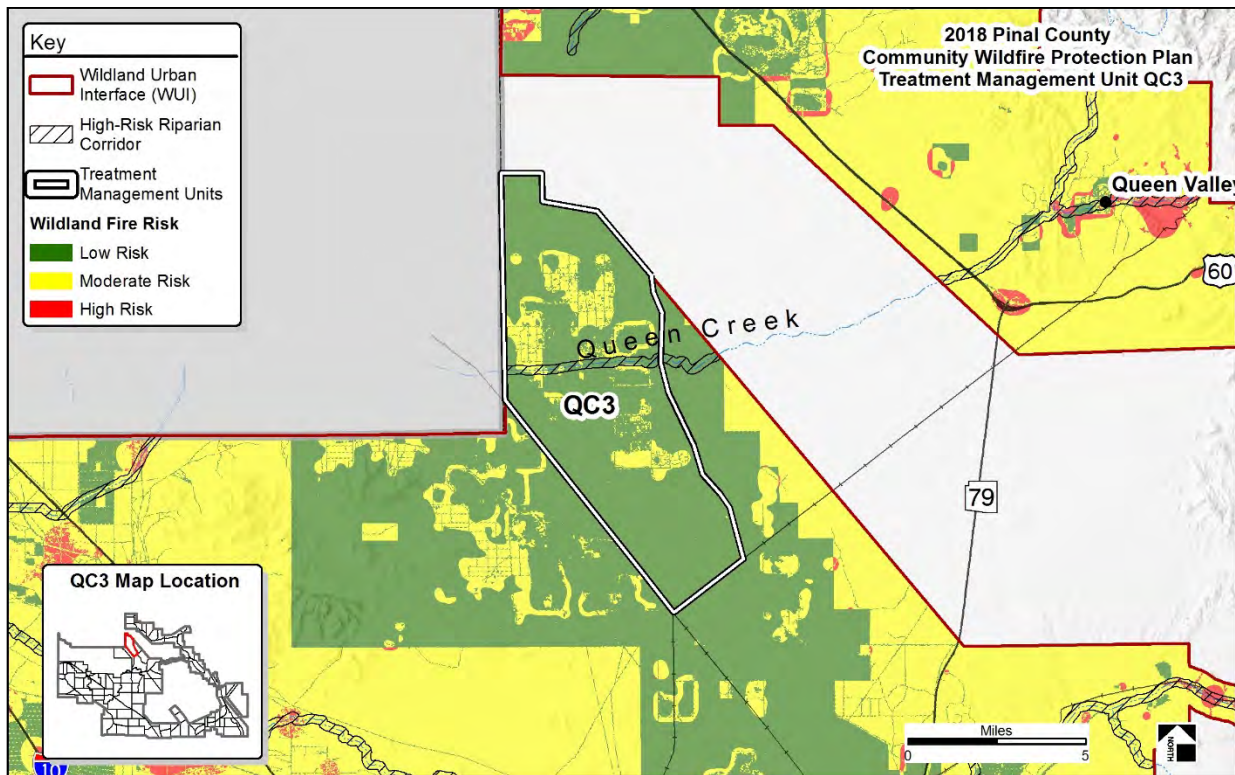 Key
Wildland Urban
Interface (WUI)
High-Risk Riparian
Corridor
Treatment
Management Units
Wildland Fire Risk
Low Risk
Moderate Risk
High Risk
2018 Pinal County
Community Wildfire Protection Plan
Treatment Management Unit QC3
Queen Valley
60
Queen Creek
QC3
79
QC3 Map Location
10
Miles
0 5
NORTH